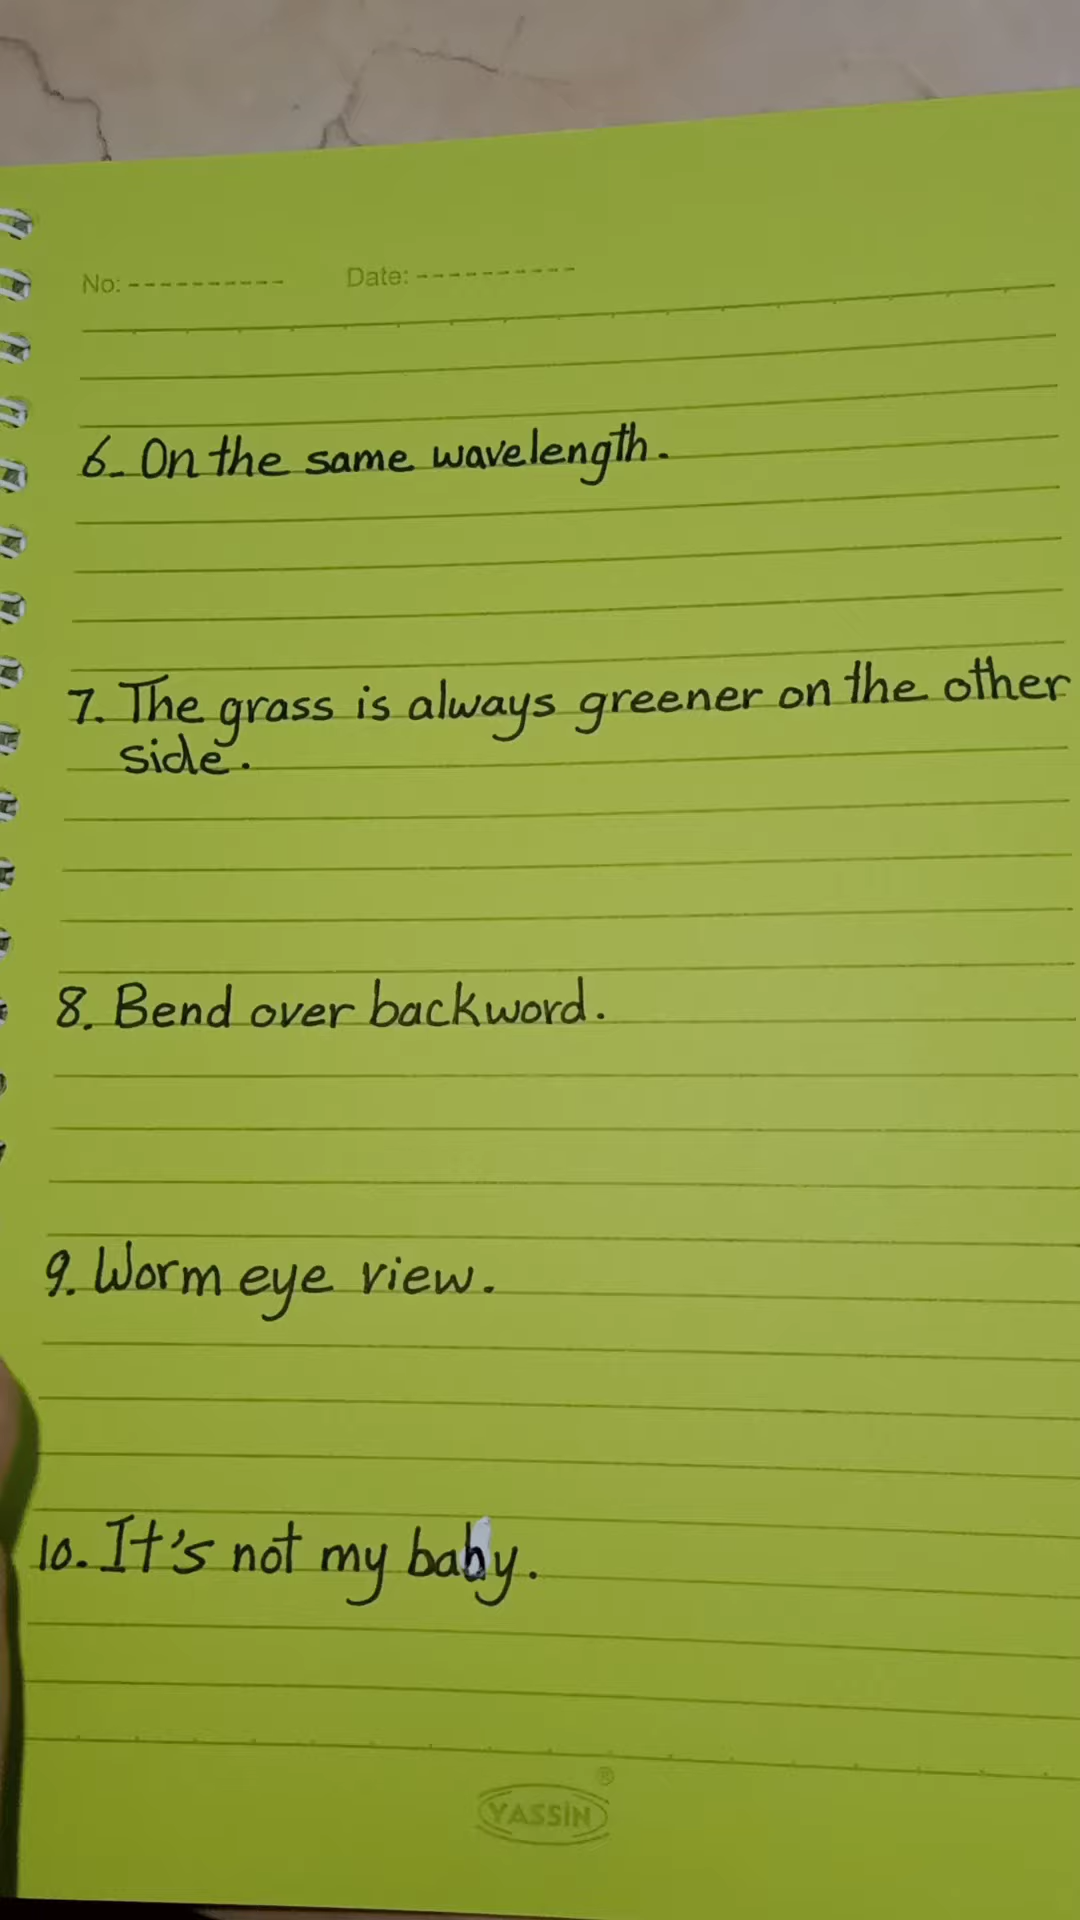 No: ---------- Date: ----------
6. On the same wavelength.
7. The grass is always greener on the other
side.
8. Bend over backword.
9. Worm eye view.
10. It's not my baby.
YASSİN ®